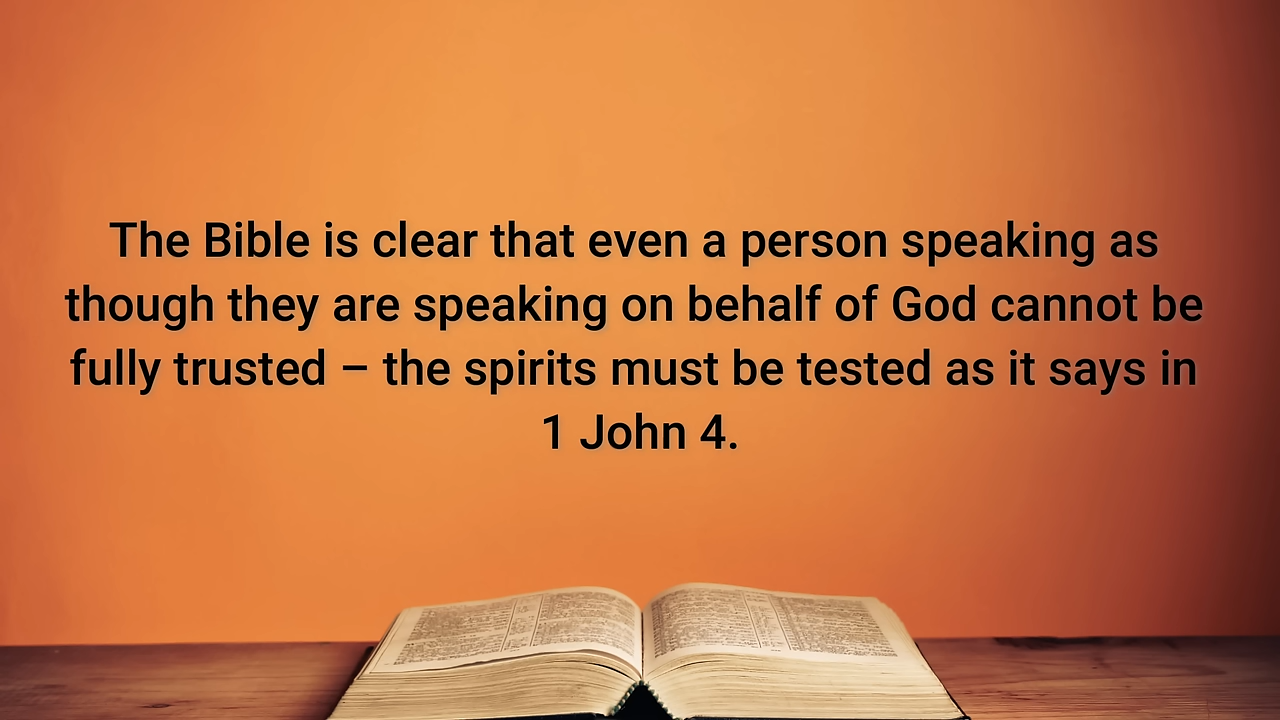 The Bible is clear that even a person speaking as
though they are speaking on behalf of God cannot be
fully trusted – the spirits must be tested as it says in
1 John 4.